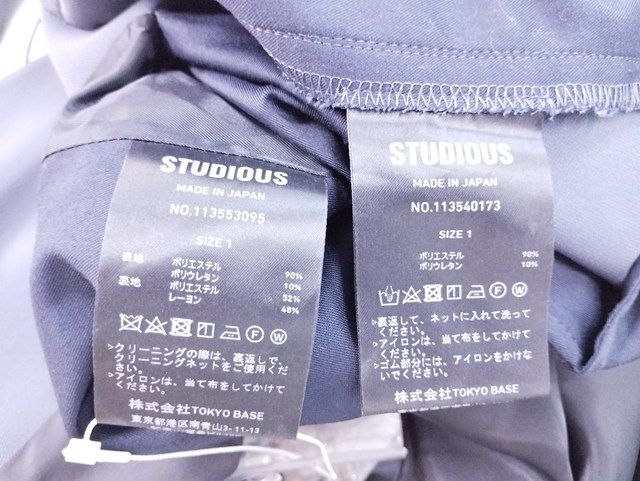 STUDIOUS
MADE IN JAPAN
NO.113553095
SIZE 1
表地 ポリエステル 90%
ポリウレタン 10%
裏地 ポリエステル 52%
レーヨン 48%
▷クリーニングの際は、裏返しで、
クリーニングネットをご使用くだ
さい。
▷アイロンは、当て布をしてかけて
ください。
株式会社TOKYO BASE
東京都港区南青山3-11-13
STUDIOUS
MADE IN JAPAN
NO.113540173
SIZE 1
ポリエステル 90%
ポリウレタン 10%
▷裏返して、ネットに入れて洗って
ください。
▷アイロンは、当て布をしてかけて
ください。
▷ゴム部分には、アイロンをかけな
いでください。
株式会社TOKYO BASE